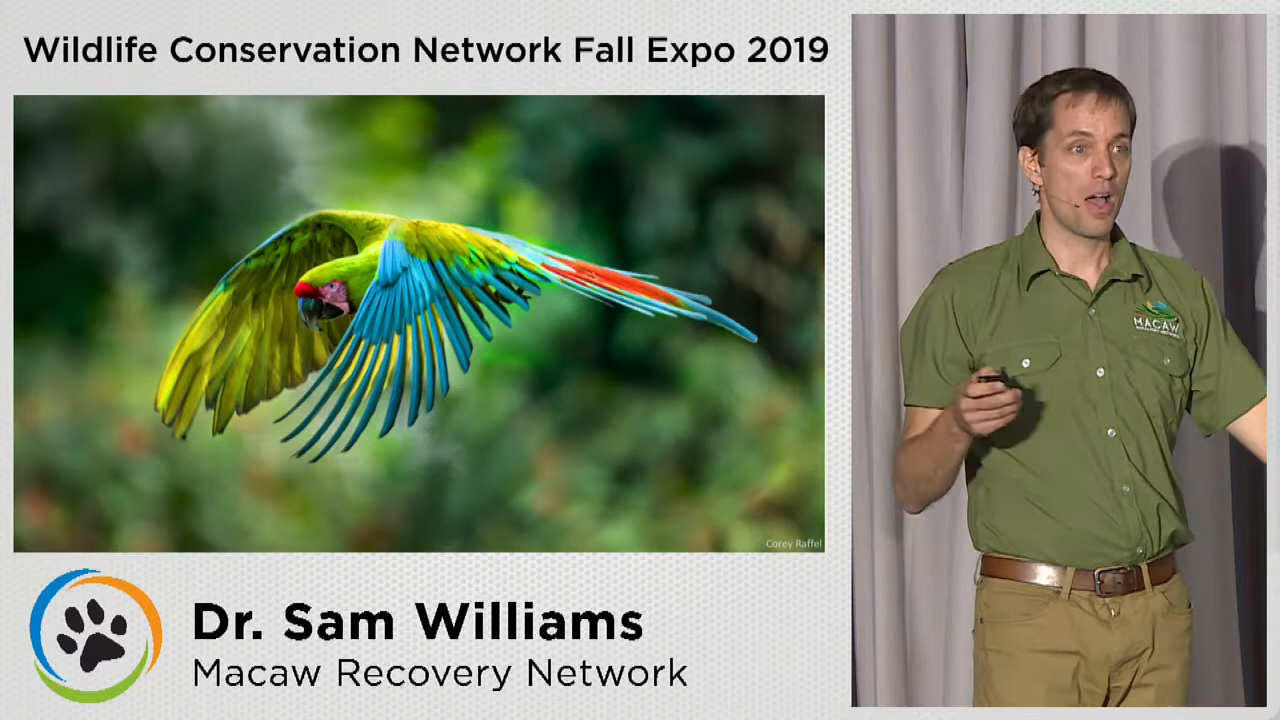 Wildlife Conservation Network Fall Expo 2019
Corey Raffel
MACAW
Dr. Sam Williams
Macaw Recovery Network